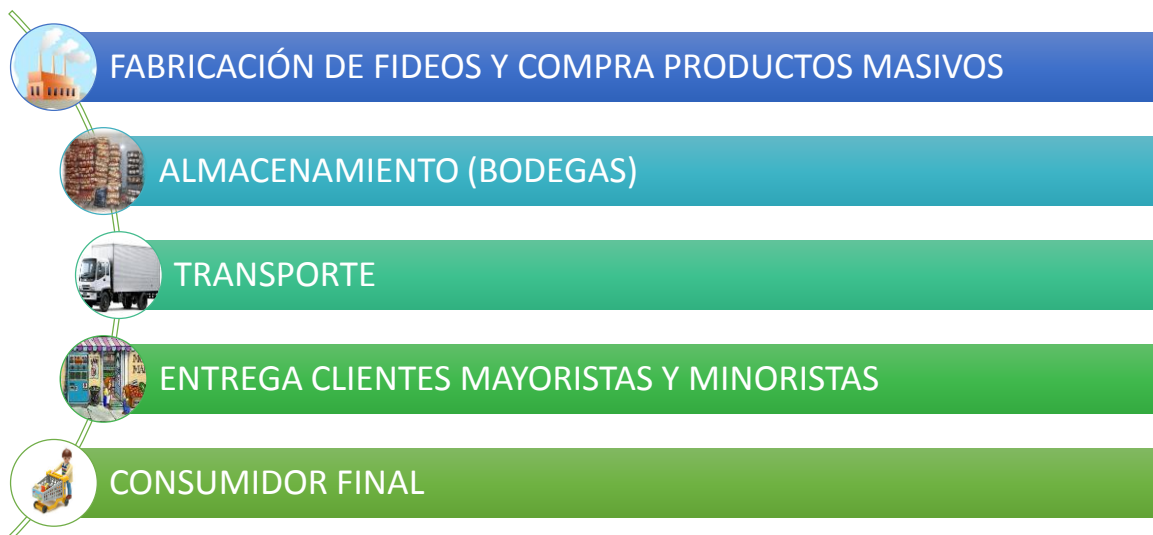 FABRICACIÓN DE FIDEOS Y COMPRA PRODUCTOS MASIVOS
ALMACENAMIENTO (BODEGAS)
TRANSPORTE
ENTREGA CLIENTES MAYORISTAS Y MINORISTAS
CONSUMIDOR FINAL